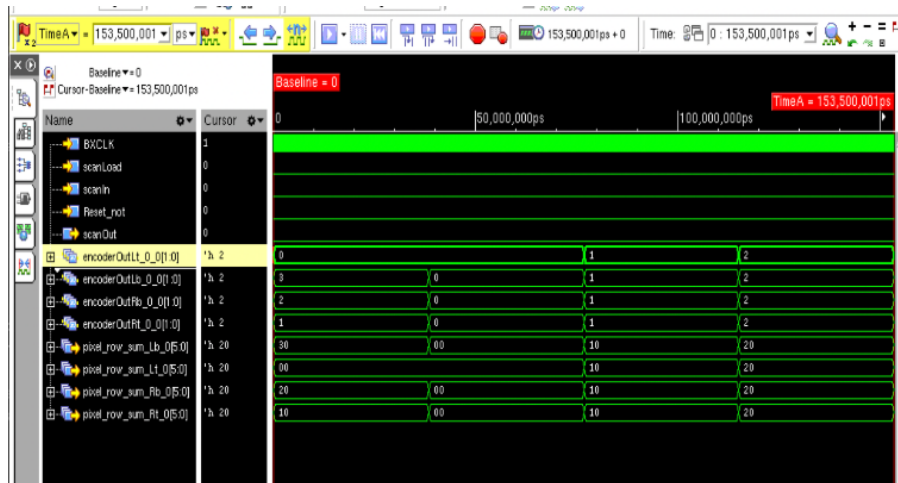 TimeA = 153,500,001 ps 153,500,001ps + 0 Time: 0 : 153,500,001ps
x2
Baseline = 0
Cursor-Baseline = 153,500,001ps
Baseline = 0
TimeA = 153,500,001ps
Name Cursor 0 50,000,000ps 100,000,000ps
BXCLK 1
scanLoad 0
scanIn 0
Reset_not 0
scanOut 0
encoderOutLt_0_0[1:0] 'h 2 0 1 2
encoderOutLb_0_0[1:0] 'h 2 3 0 1 2
encoderOutRb_0_0[1:0] 'h 2 2 0 1 2
encoderOutRt_0_0[1:0] 'h 2 1 0 1 2
pixel_row_sum_Lb_0[5:0] 'h 20 30 00 10 20
pixel_row_sum_Lt_0[5:0] 'h 20 00 10 20
pixel_row_sum_Rb_0[5:0] 'h 20 20 00 10 20
pixel_row_sum_Rt_0[5:0] 'h 20 10 00 10 20